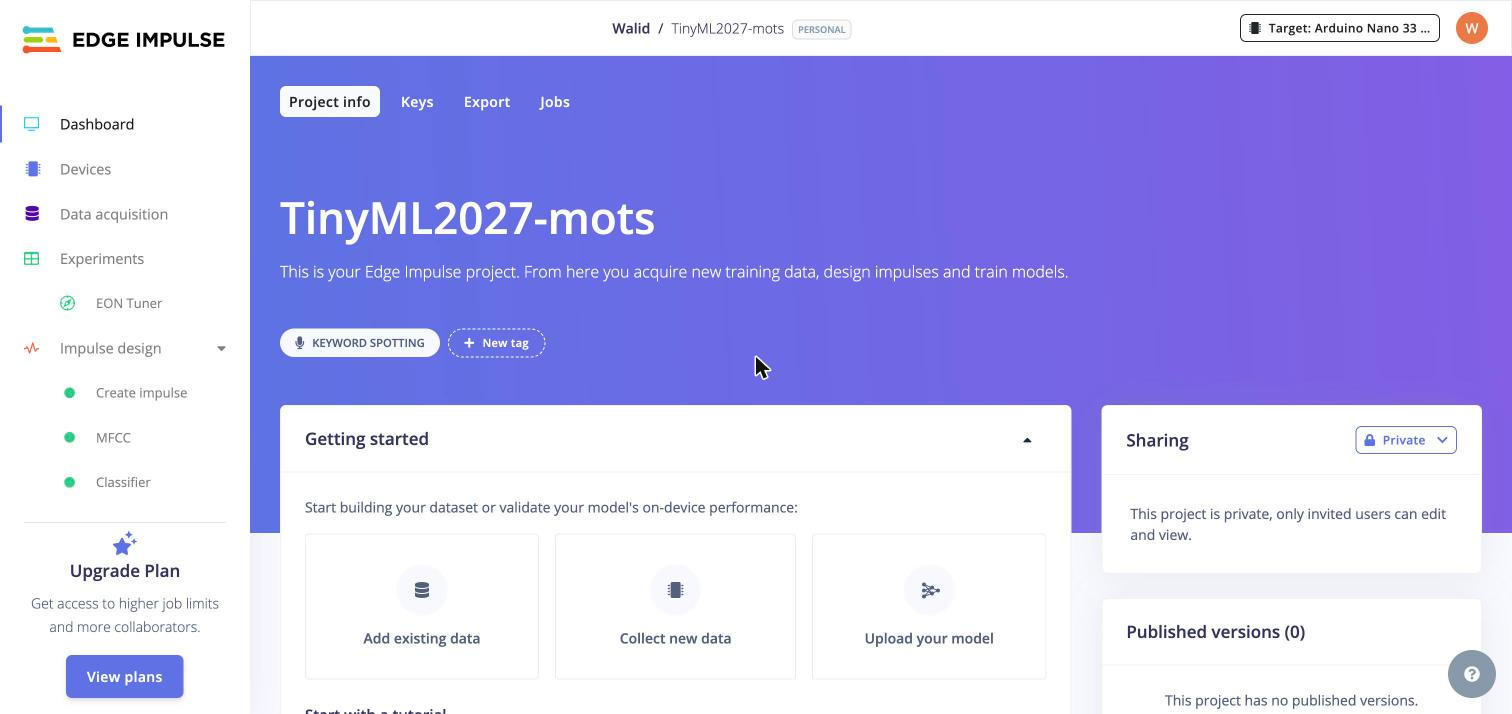 EDGE IMPULSE
Walid / TinyML2027-mots PERSONAL
Target: Arduino Nano 33 ...
W
Dashboard
Devices
Data acquisition
Experiments
EON Tuner
Impulse design
Create impulse
MFCC
Classifier
Upgrade Plan
Get access to higher job limits
and more collaborators.
View plans
Project info Keys Export Jobs
TinyML2027-mots
This is your Edge Impulse project. From here you acquire new training data, design impulses and train models.
KEYWORD SPOTTING + New tag
Getting started
Start building your dataset or validate your model's on-device performance:
Add existing data
Collect new data
Upload your model
Start with a tutorial
Sharing
Private
This project is private, only invited users can edit
and view.
Published versions (0)
This project has no published versions.
?